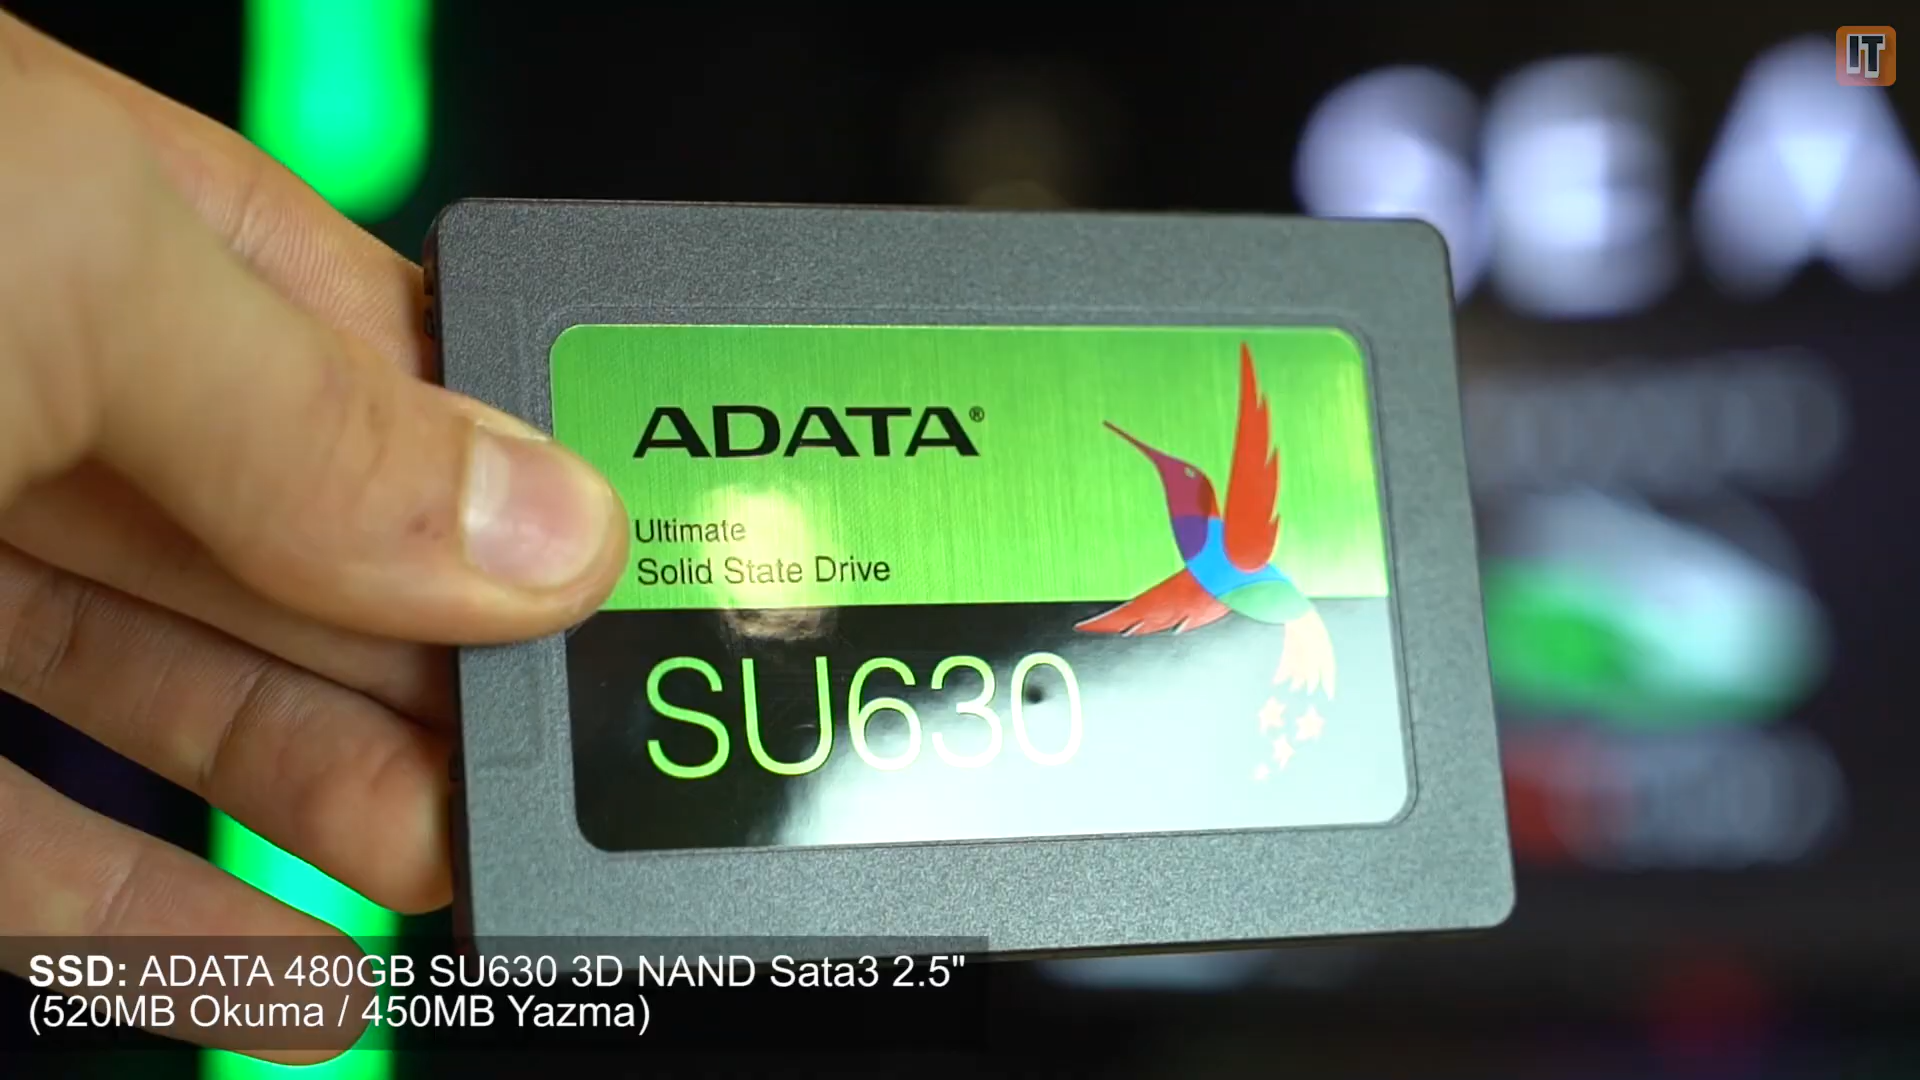 IT
ADATA®
Ultimate
Solid State Drive
SU630
SSD: ADATA 480GB SU630 3D NAND Sata3 2.5"
(520MB Okuma / 450MB Yazma)